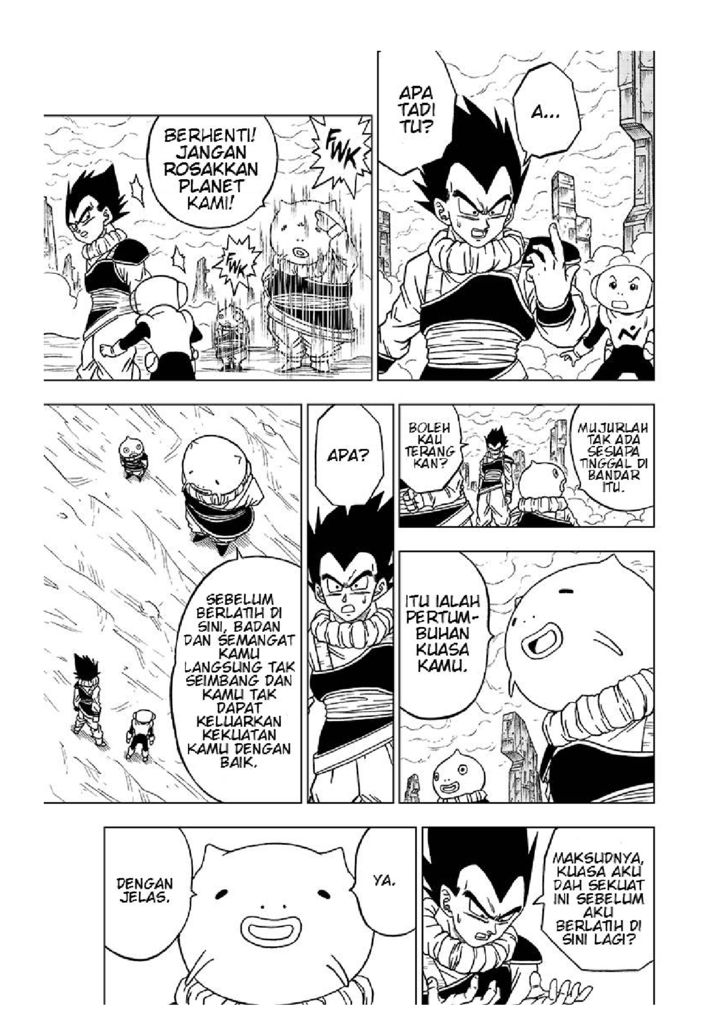 A...
APA
TADI
TU?
FWK
BERHENTI!
JANGAN
ROSAKKAN
PLANET
KAMI!
FWK
MUJURLAH
TAK ADA
SESIAPA
TINGGAL DI
BANDAR
ITU.
BOLEH
KAU
TERANG
KAN?
ITU IALAH
PERTUM-
BUHAN
KUASA
KAMU.
APA?
SEBELUM
BERLATIH DI
SINI, BADAN
DAN SEMANGAT
KAMU
LANGSUNG TAK
SEIMBANG DAN
KAMU TAK
DAPAT
KELUARKAN
KEKUATAN
KAMU DENGAN
BAIK.
MAKSUDNYA,
KUASA AKU
DAH SEKUAT
INI SEBELUM
AKU
BERLATIH DI
SINI LAGI?
YA.
DENGAN
JELAS.